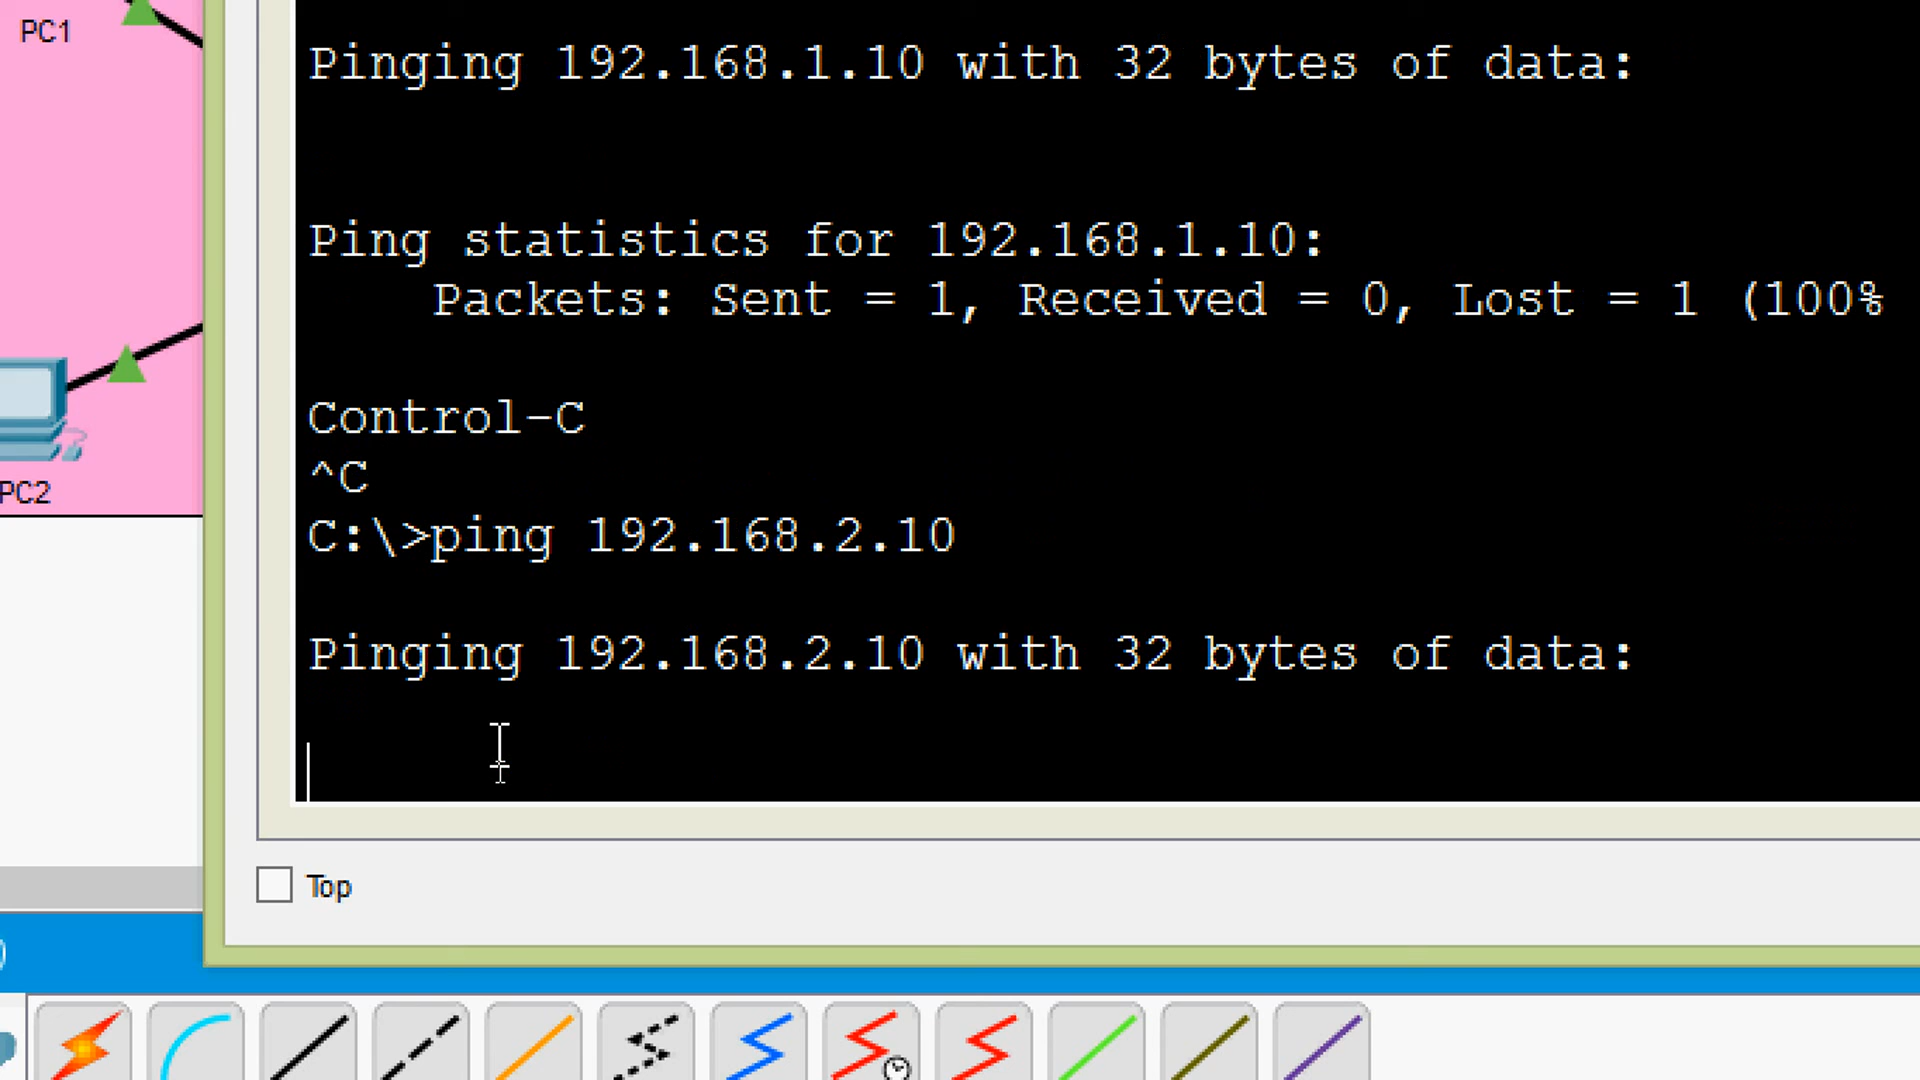 PC1
Pinging 192.168.1.10 with 32 bytes of data:
Ping statistics for 192.168.1.10:
Packets: Sent = 1, Received = 0, Lost = 1 (100%
Control-C
^C
C:\>ping 192.168.2.10
PC2
Pinging 192.168.2.10 with 32 bytes of data:
Top